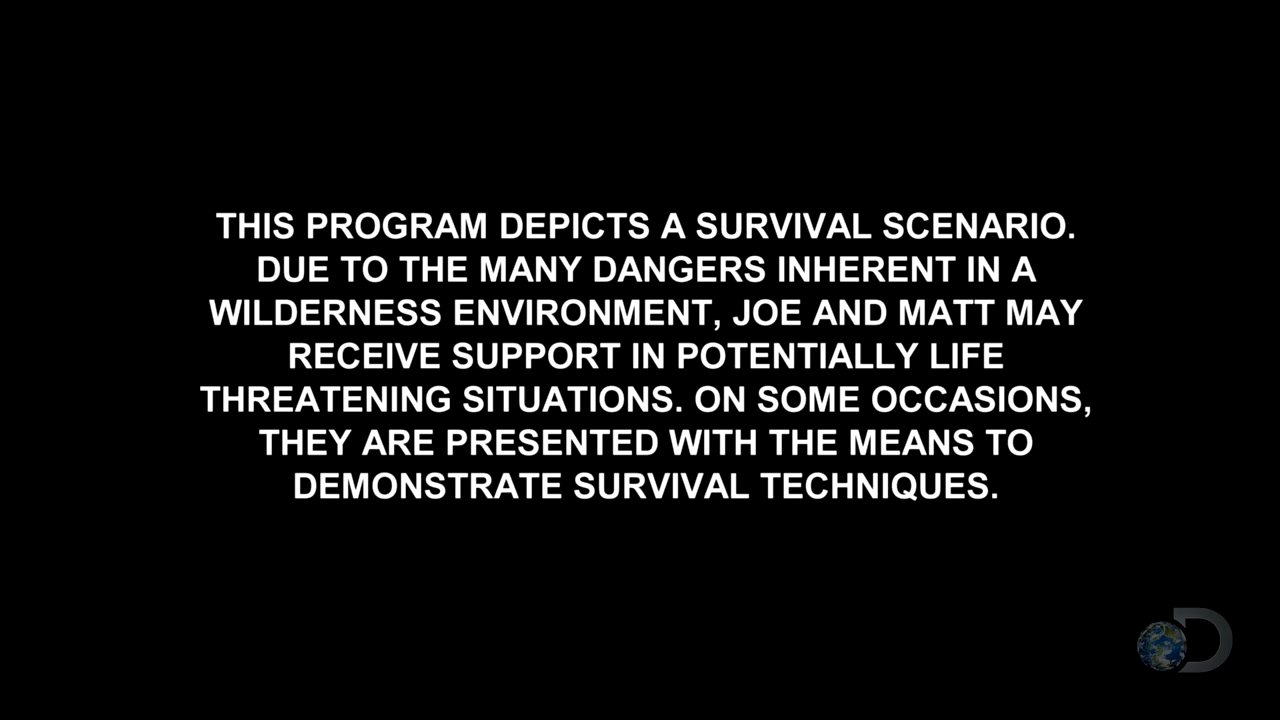 THIS PROGRAM DEPICTS A SURVIVAL SCENARIO.
DUE TO THE MANY DANGERS INHERENT IN A
WILDERNESS ENVIRONMENT, JOE AND MATT MAY
RECEIVE SUPPORT IN POTENTIALLY LIFE
THREATENING SITUATIONS. ON SOME OCCASIONS,
THEY ARE PRESENTED WITH THE MEANS TO
DEMONSTRATE SURVIVAL TECHNIQUES.
D